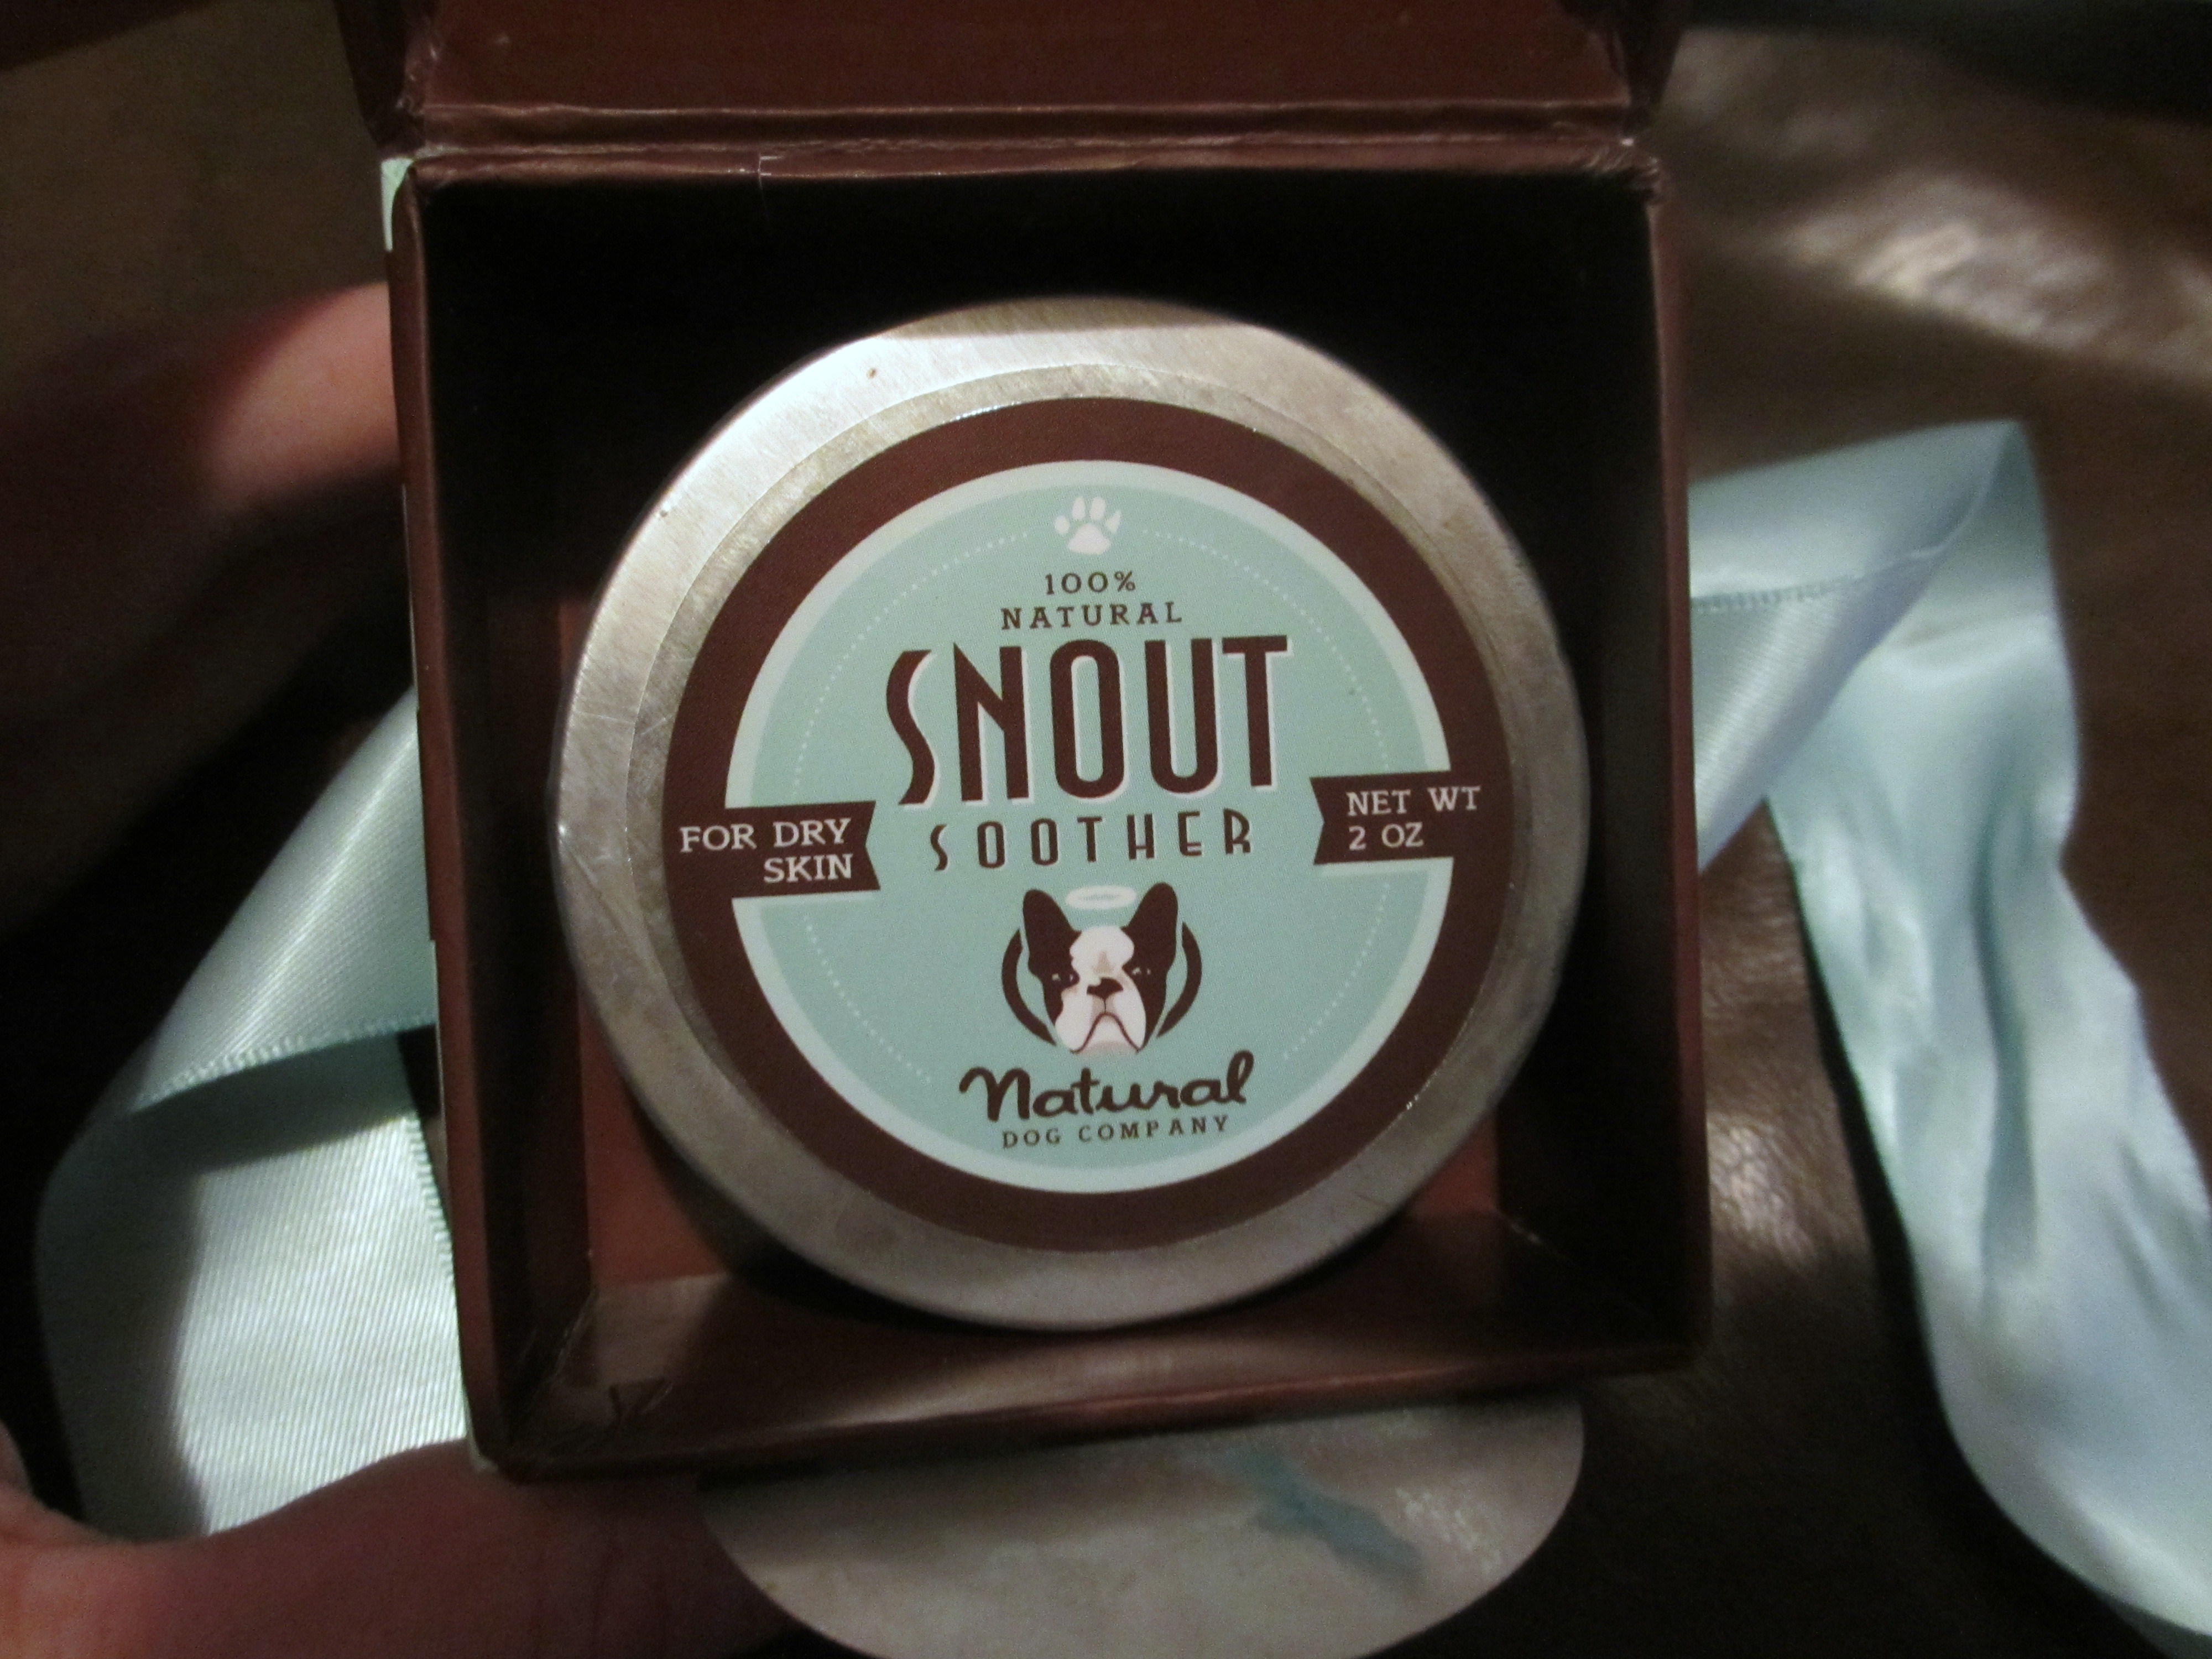 100%
NATURAL
SNOUT
SOOTHER
FOR DRY
SKIN
NET WT
2 OZ
Natural
DOG COMPANY